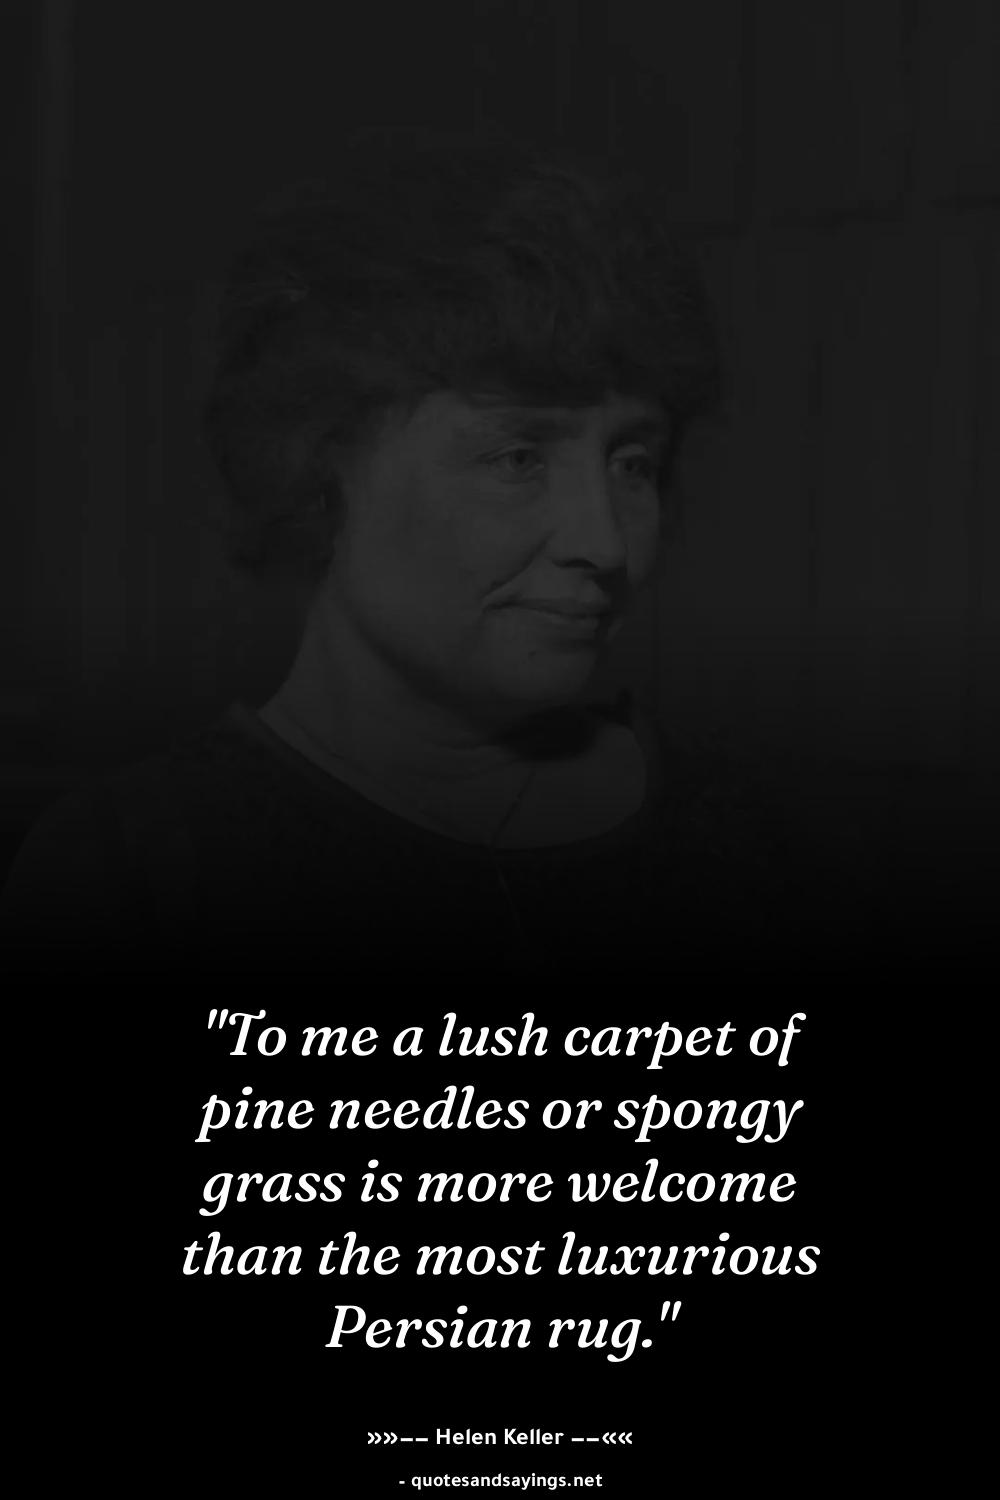 "To me a lush carpet of
pine needles or spongy
grass is more welcome
than the most luxurious
Persian rug."
»»–– Helen Keller ––««
- quotesandsayings.net